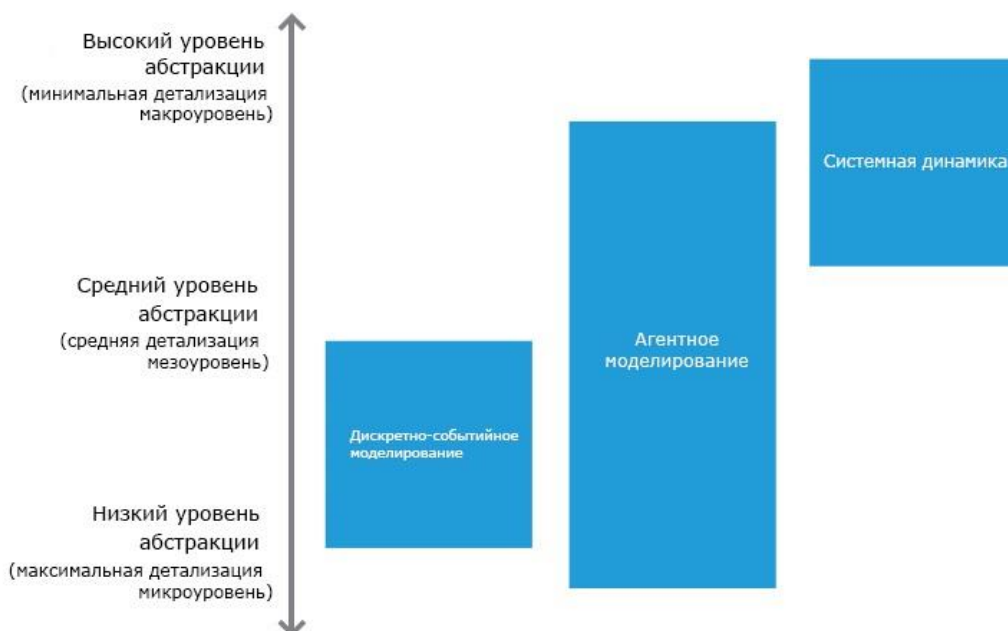 Высокий уровень
абстракции
(минимальная детализация
макроуровень)
Системная динамика
Средний уровень
абстракции
(средняя детализация
мезоуровень)
Агентное
моделирование
Дискретно-событийное
моделирование
Низкий уровень
абстракции
(максимальная детализация
микроуровень)